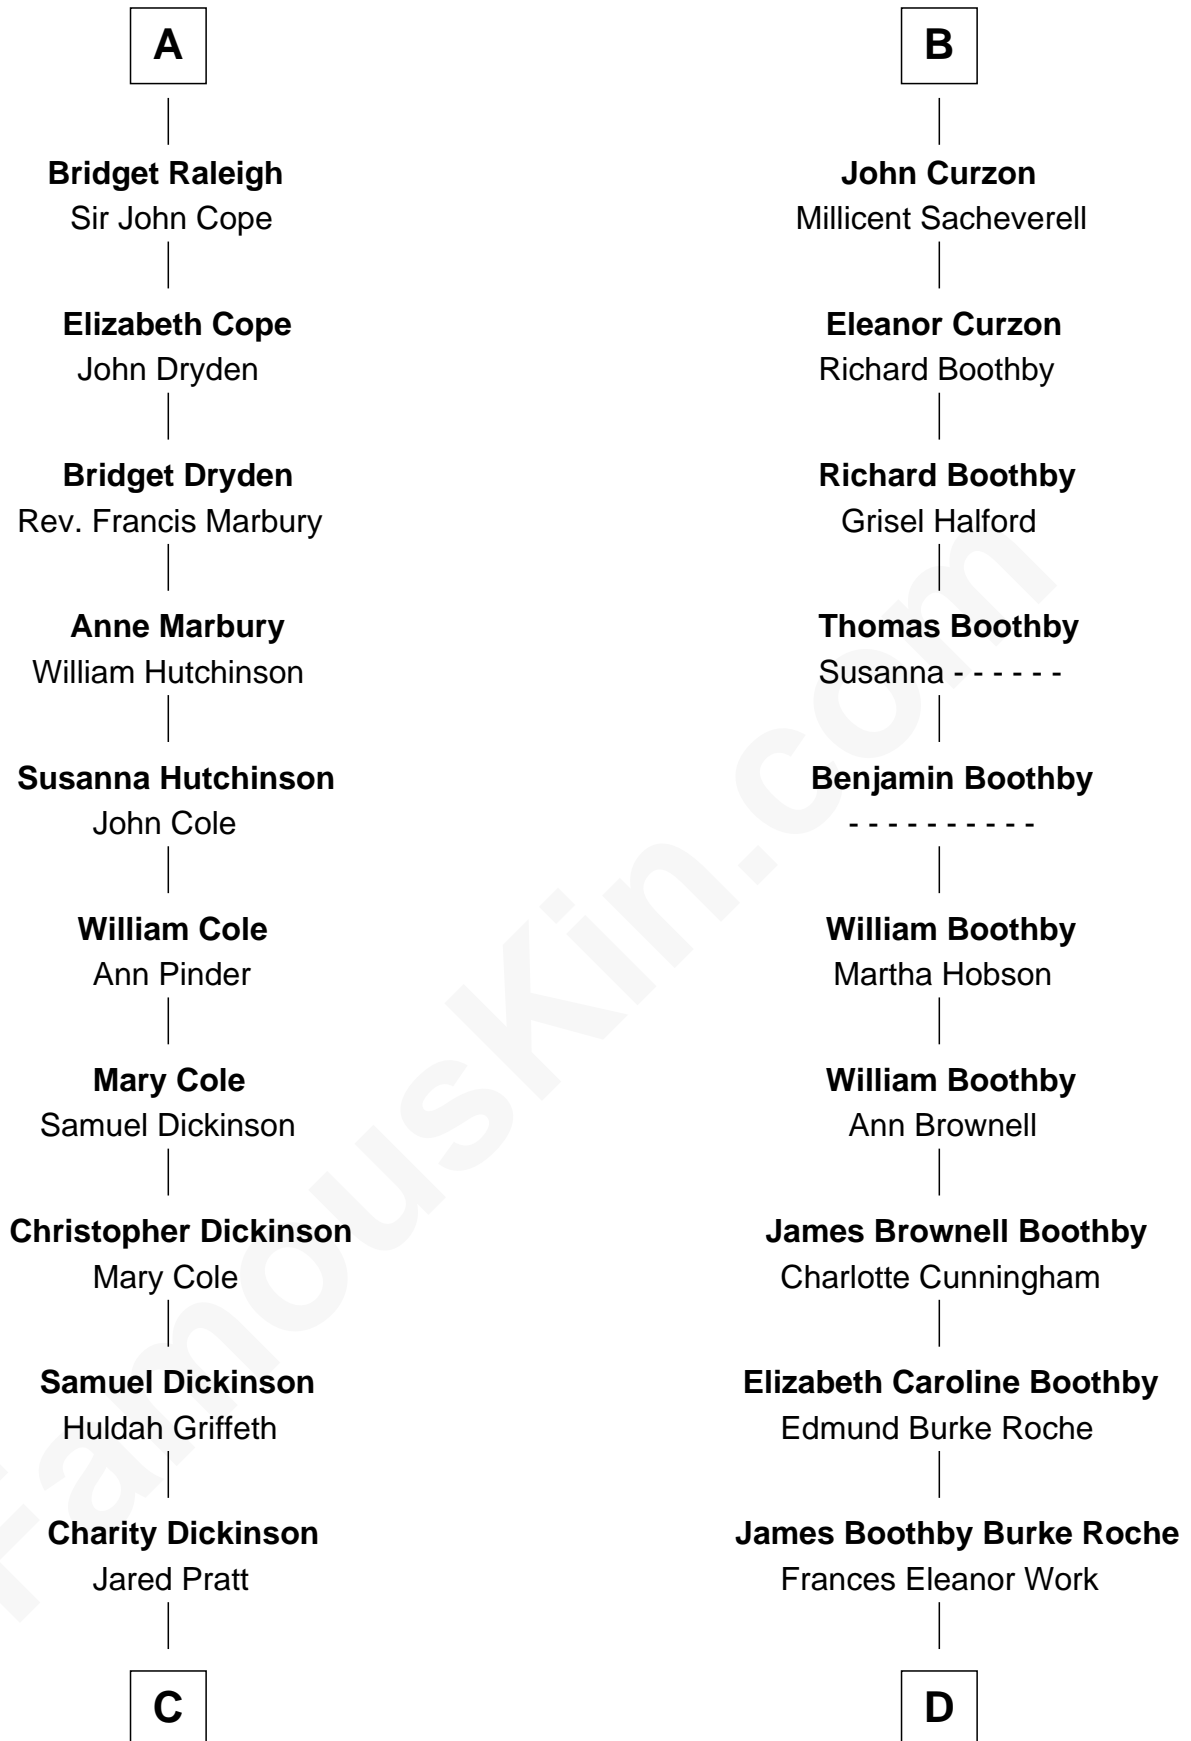 A
Bridget Raleigh
Sir John Cope
Elizabeth Cope
John Dryden
Bridget Dryden
Rev. Francis Marbury
Anne Marbury
William Hutchinson
Susanna Hutchinson
John Cole
William Cole
Ann Pinder
Mary Cole
Samuel Dickinson
Christopher Dickinson
Mary Cole
Samuel Dickinson
Huldah Griffeth
Charity Dickinson
Jared Pratt
C
B
John Curzon
Millicent Sacheverell
Eleanor Curzon
Richard Boothby
Richard Boothby
Grisel Halford
Thomas Boothby
Susanna - - - - - -
Benjamin Boothby
- - - - - - - - - -
William Boothby
Martha Hobson
William Boothby
Ann Brownell
James Brownell Boothby
Charlotte Cunningham
Elizabeth Caroline Boothby
Edmund Burke Roche
James Boothby Burke Roche
Frances Eleanor Work
D
FamousKin.com